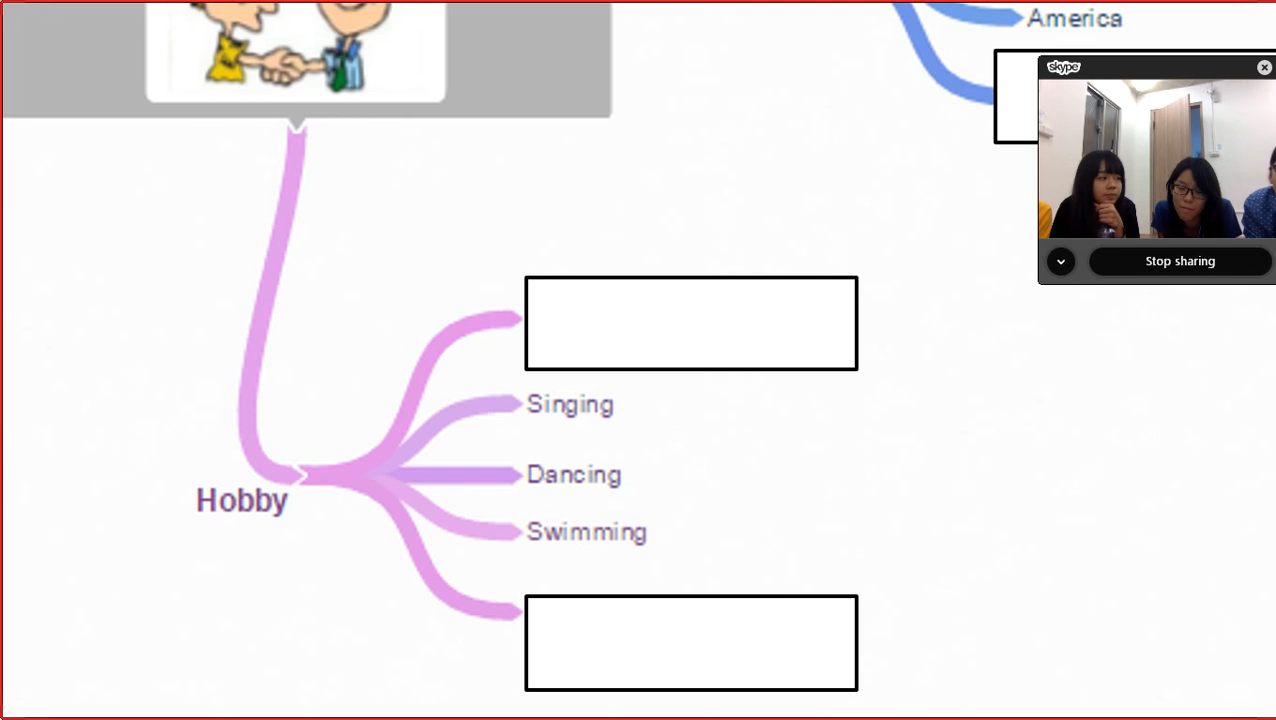 America
skype
Stop sharing
Singing
Dancing
Hobby
Swimming